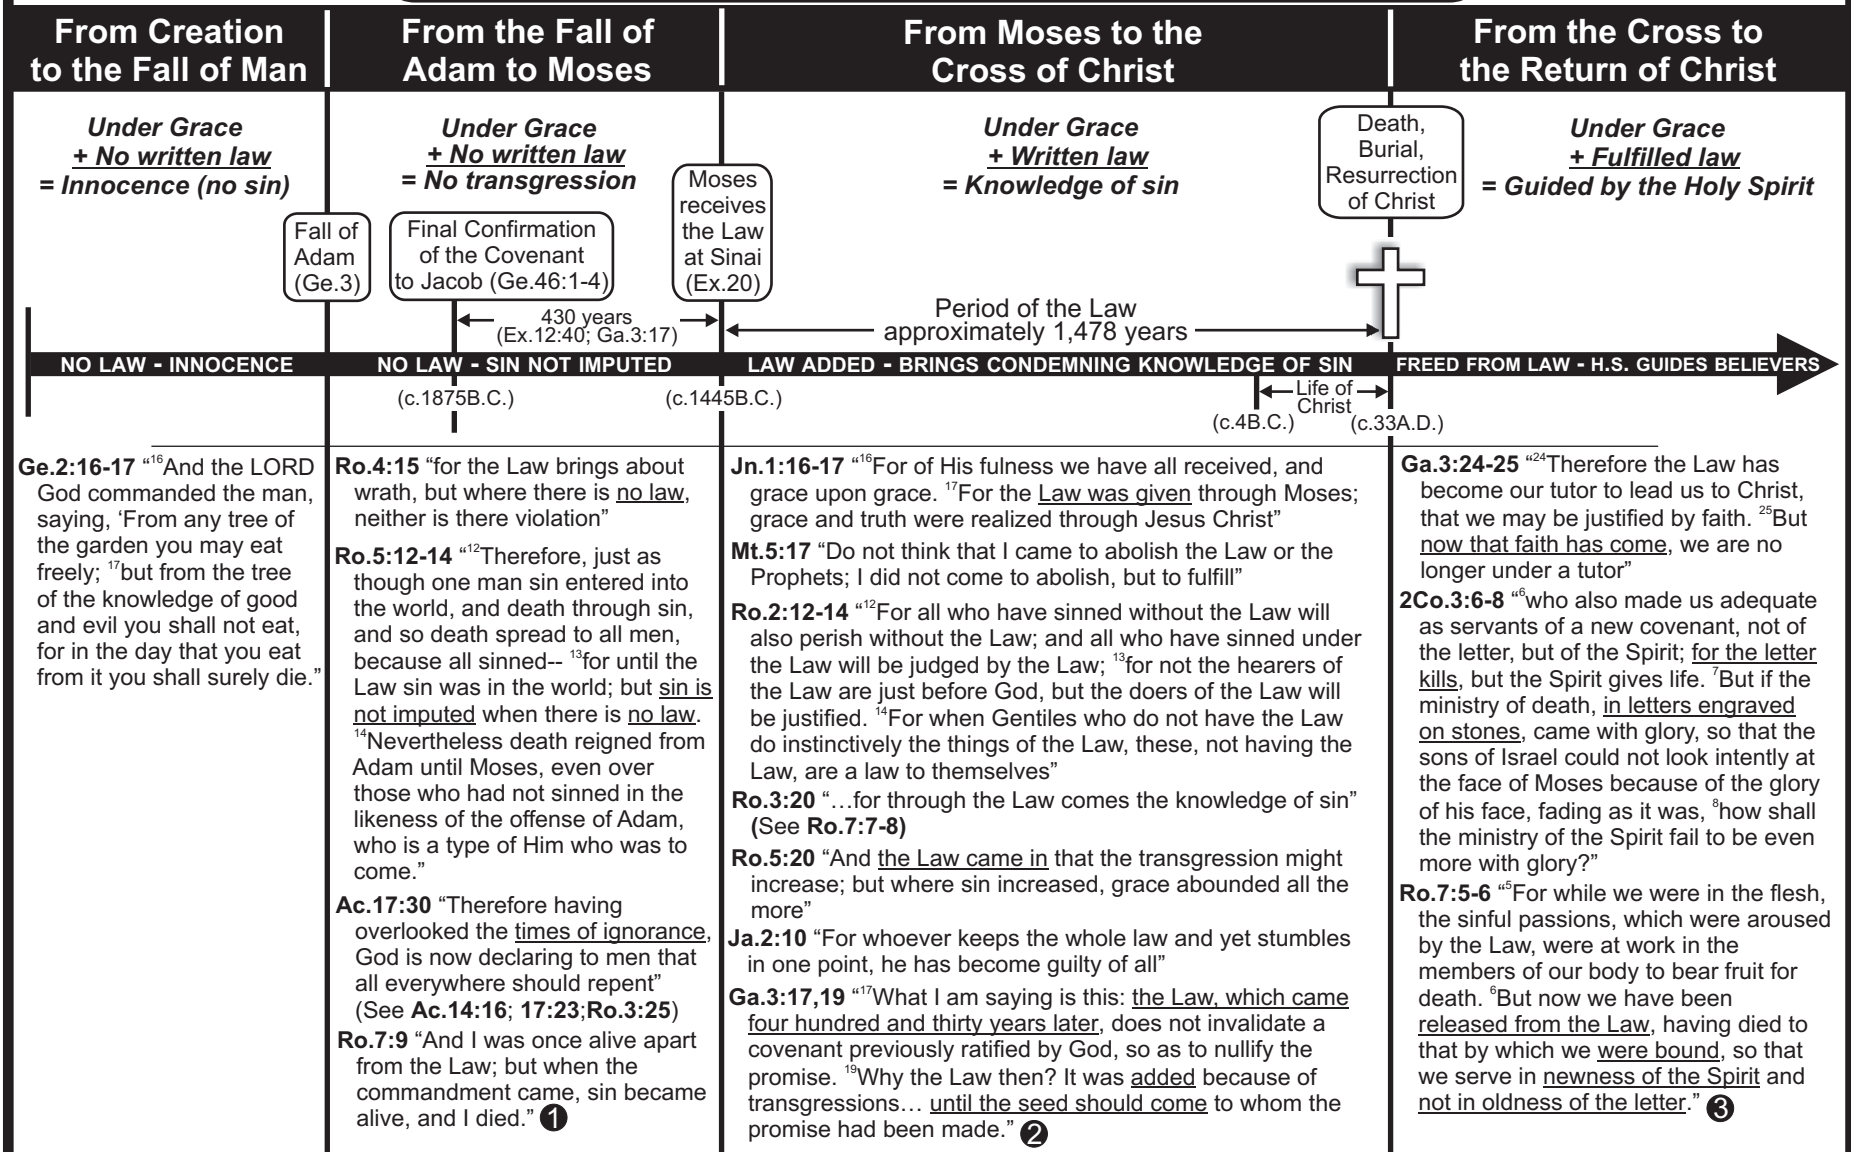 From Creation
to the Fall of Man
From the Fall of
Adam to Moses
From Moses to the
Cross of Christ
From the Cross to
the Return of Christ
Under Grace
+ No written law
= Innocence (no sin)
Under Grace
+ No written law
= No transgression
Under Grace
+ Written law
= Knowledge of sin
Under Grace
+ Fulfilled law
= Guided by the Holy Spirit
Fall of
Adam
(Ge.3)
Final Confirmation
of the Covenant
to Jacob (Ge.46:1-4)
Moses
receives
the Law
at Sinai
(Ex.20)
Death,
Burial,
Resurrection
of Christ
430 years
(Ex.12:40; Ga.3:17)
Period of the Law
approximately 1,478 years
NO LAW - INNOCENCE
NO LAW - SIN NOT IMPUTED
LAW ADDED - BRINGS CONDEMNING KNOWLEDGE OF SIN
FREED FROM LAW - H.S. GUIDES BELIEVERS
(c.1875B.C.)
(c.1445B.C.)
Life of
Christ
(c.4B.C.)
(c.33A.D.)
Ge.2:16-17 “16And the LORD
God commanded the man,
saying, ‘From any tree of
the garden you may eat
freely; 17but from the tree
of the knowledge of good
and evil you shall not eat,
for in the day that you eat
from it you shall surely die.”
Ro.4:15 “for the Law brings about
wrath, but where there is no law,
neither is there violation”
Ro.5:12-14 “12Therefore, just as
though one man sin entered into
the world, and death through sin,
and so death spread to all men,
because all sinned-- 13for until the
Law sin was in the world; but sin is
not imputed when there is no law.
14Nevertheless death reigned from
Adam until Moses, even over
those who had not sinned in the
likeness of the offense of Adam,
who is a type of Him who was to
come.”
Ac.17:30 “Therefore having
overlooked the times of ignorance,
God is now declaring to men that
all everywhere should repent”
(See Ac.14:16; 17:23;Ro.3:25)
Ro.7:9 “And I was once alive apart
from the Law; but when the
commandment came, sin became
alive, and I died.” 1
Jn.1:16-17 “16For of His fulness we have all received, and
grace upon grace. 17For the Law was given through Moses;
grace and truth were realized through Jesus Christ”
Mt.5:17 “Do not think that I came to abolish the Law or the
Prophets; I did not come to abolish, but to fulfill”
Ro.2:12-14 “12For all who have sinned without the Law will
also perish without the Law; and all who have sinned under
the Law will be judged by the Law; 13for not the hearers of
the Law are just before God, but the doers of the Law will
be justified. 14For when Gentiles who do not have the Law
do instinctively the things of the Law, these, not having the
Law, are a law to themselves”
Ro.3:20 “…for through the Law comes the knowledge of sin”
(See Ro.7:7-8)
Ro.5:20 “And the Law came in that the transgression might
increase; but where sin increased, grace abounded all the
more”
Ja.2:10 “For whoever keeps the whole law and yet stumbles
in one point, he has become guilty of all”
Ga.3:17,19 “17What I am saying is this: the Law, which came
four hundred and thirty years later, does not invalidate a
covenant previously ratified by God, so as to nullify the
promise. 19Why the Law then? It was added because of
transgressions… until the seed should come to whom the
promise had been made.” 2
Ga.3:24-25 “24Therefore the Law has
become our tutor to lead us to Christ,
that we may be justified by faith. 25But
now that faith has come, we are no
longer under a tutor”
2Co.3:6-8 “6who also made us adequate
as servants of a new covenant, not of
the letter, but of the Spirit; for the letter
kills, but the Spirit gives life. 7But if the
ministry of death, in letters engraved
on stones, came with glory, so that the
sons of Israel could not look intently at
the face of Moses because of the glory
of his face, fading as it was, 8how shall
the ministry of the Spirit fail to be even
more with glory?”
Ro.7:5-6 “5For while we were in the flesh,
the sinful passions, which were aroused
by the Law, were at work in the
members of our body to bear fruit for
death. 6But now we have been
released from the Law, having died to
that by which we were bound, so that
we serve in newness of the Spirit and
not in oldness of the letter.” 3